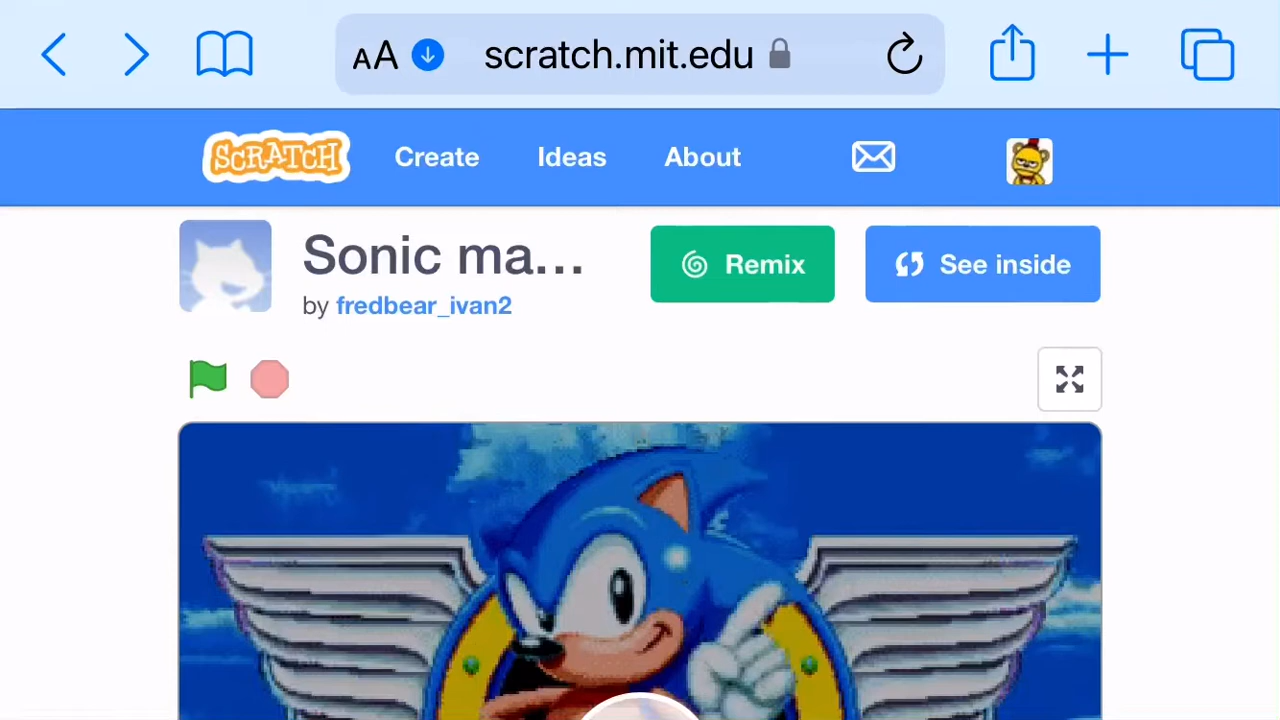 AA scratch.mit.edu
SCRATCH Create Ideas About
Sonic ma...
by fredbear_ivan2
Remix
See inside